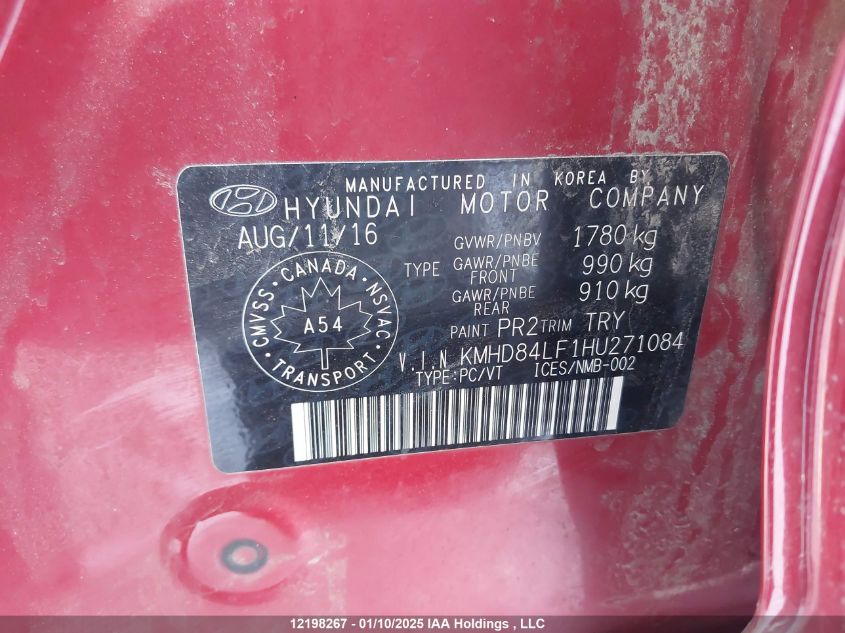 MANUFACTURED IN KOREA BY
HYUNDAI MOTOR COMPANY
AUG/11/16
GVWR/PNBV 1780 kg
TYPE GAWR/PNBE FRONT 990 kg
GAWR/PNBE REAR 910 kg
PAINT PR2 TRIM TRY
CMVSS · CANADA · NSVAC
A54
TRANSPORT
V.I.N KMHD84LF1HU271084
TYPE:PC/VT ICES/NMB-002
12198267 - 01/10/2025 IAA Holdings , LLC